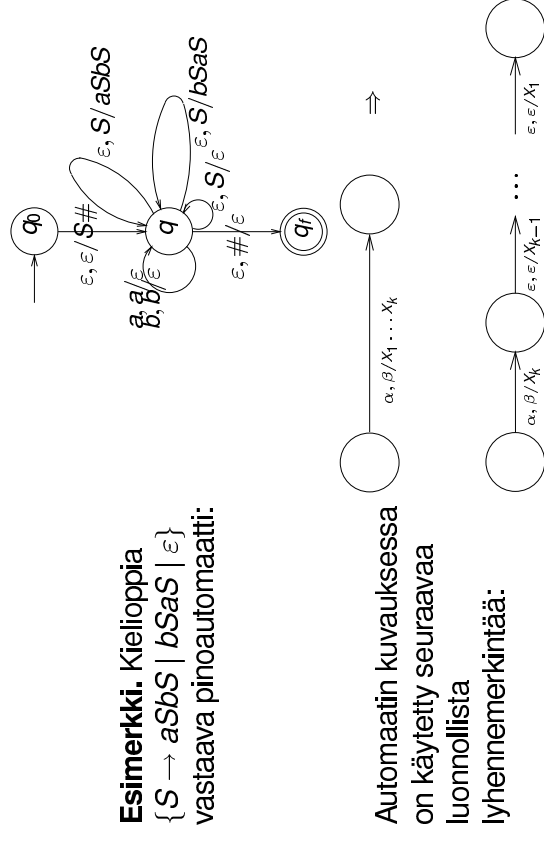 Esimerkki. Kielioppia
{S → aSbS | bSaS | ε}
vastaava pinoautomaatti:
q0
ε, ε/S#
ε, S/aSbS
q
ε, S/bSaS
ε, S/ε
a, a/ε
b, b/ε
ε, #/ε
qf
Automaatin kuvauksessa
on käytetty seuraavaa
luonnollista
lyhennemerkintää:
α, β/X1 . . . Xk
⇒
α, β/Xk
ε, ε/Xk−1
. . .
ε, ε/X1